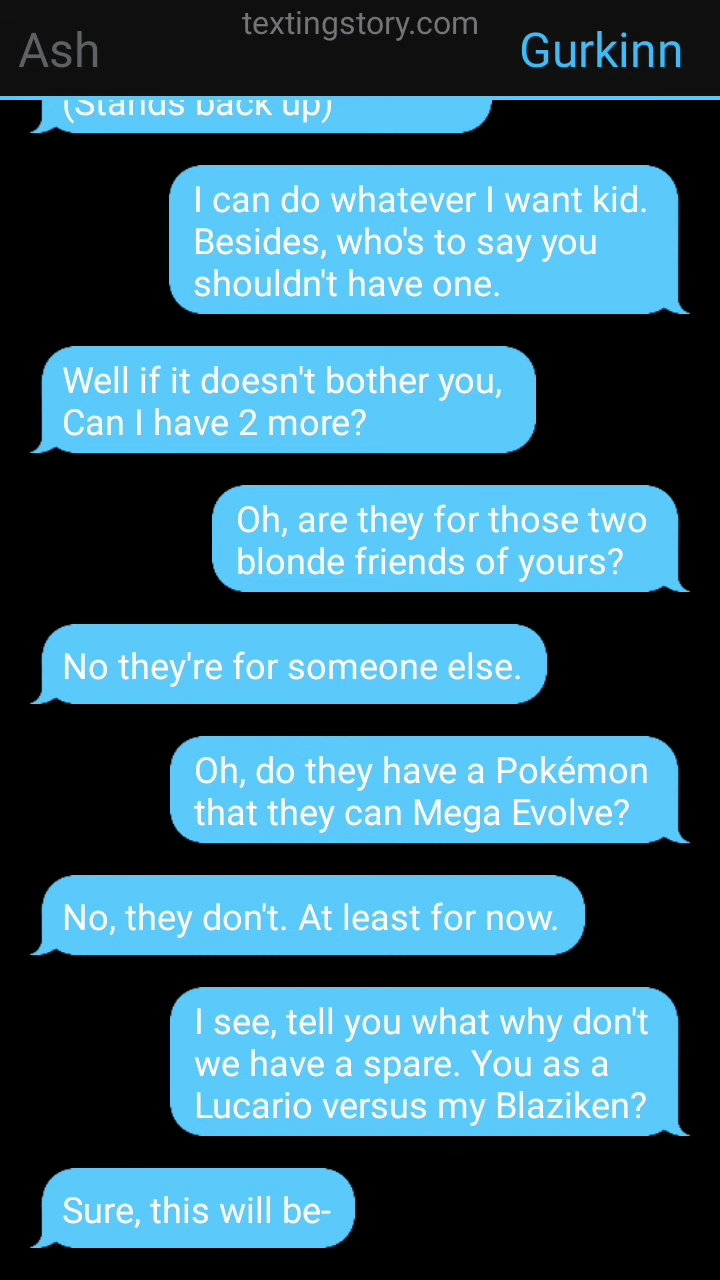 textingstory.com
Ash
Gurkinn
(Stands back up)
I can do whatever I want kid.
Besides, who's to say you
shouldn't have one.
Well if it doesn't bother you,
Can I have 2 more?
Oh, are they for those two
blonde friends of yours?
No they're for someone else.
Oh, do they have a Pokémon
that they can Mega Evolve?
No, they don't. At least for now.
I see, tell you what why don't
we have a spare. You as a
Lucario versus my Blaziken?
Sure, this will be-